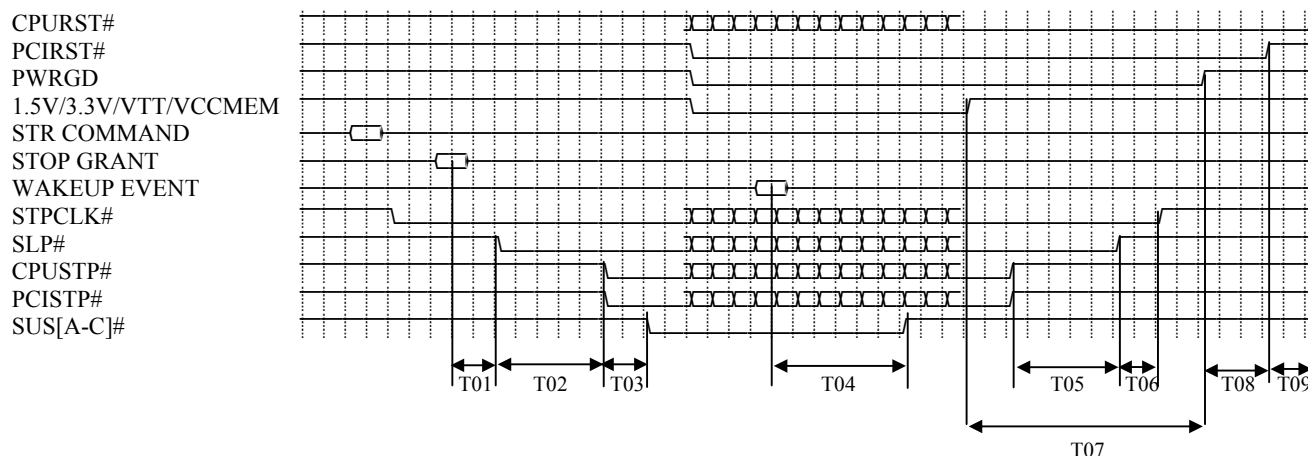 CPURST#
PCIRST#
PWRGD
1.5V/3.3V/VTT/VCCMEM
STR COMMAND
STOP GRANT
WAKEUP EVENT
STPCLK#
SLP#
CPUSTP#
PCISTP#
SUS[A-C]#
T01 T02 T03 T04 T05 T06 T08 T09
T07